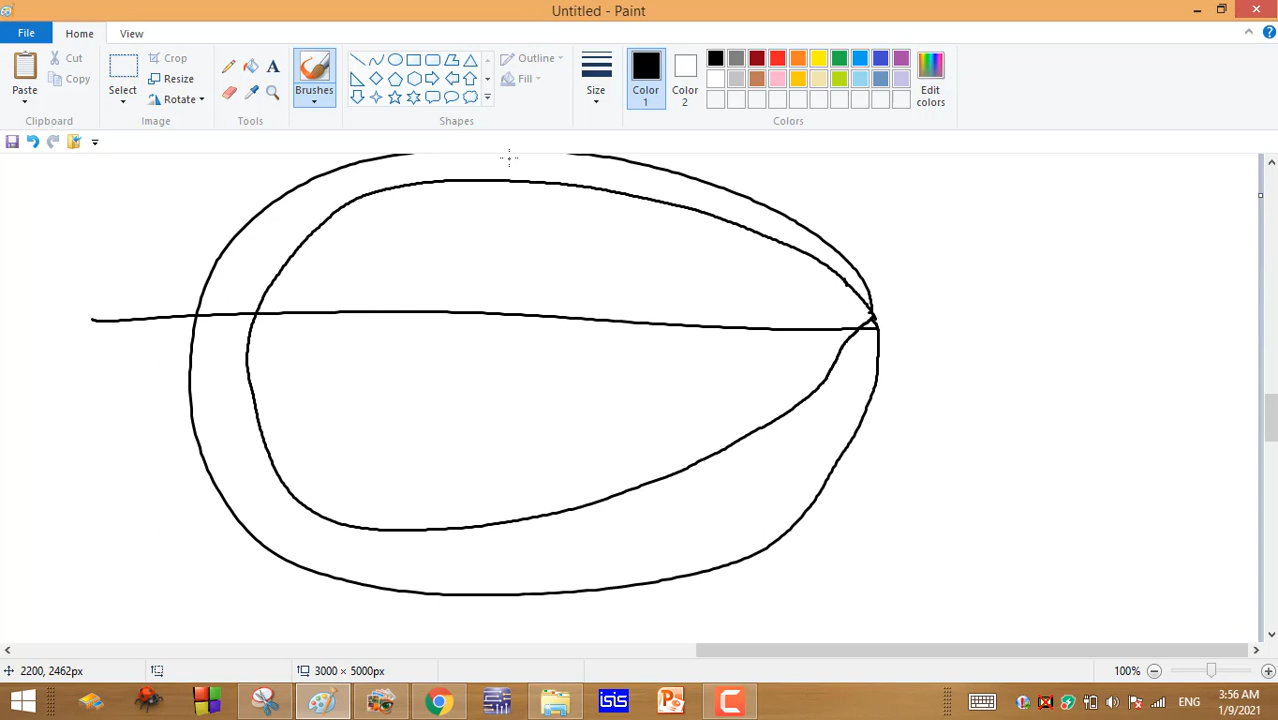 Untitled - Paint
File
Home
View
Paste
Cut
Copy
Clipboard
Select
Crop
Resize
Rotate
Image
Tools
Brushes
Shapes
Outline
Fill
Size
Color 1
Color 2
Edit colors
Colors
2200, 2462px
3000 × 5000px
100%
isis
ENG
3:56 AM
1/9/2021